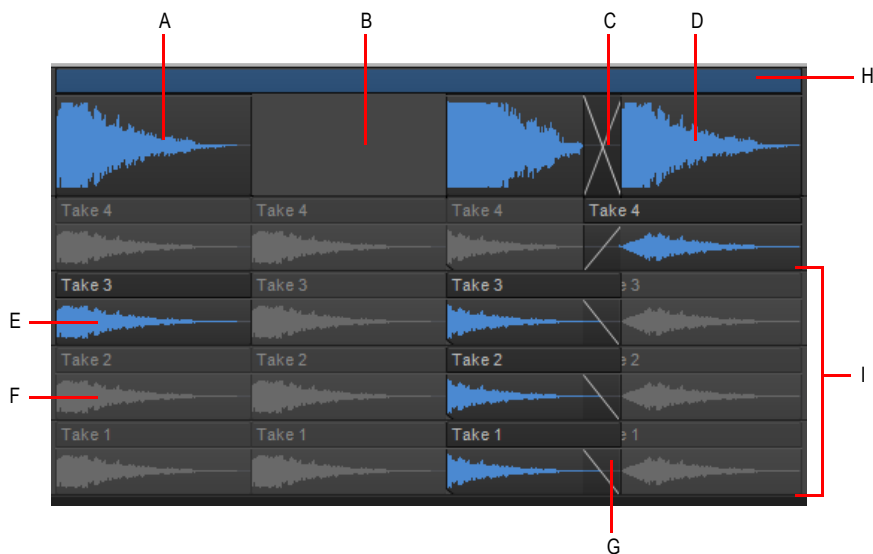 A B C D
H
Take 4 Take 4 Take 4 Take 4
Take 3 Take 3 Take 3 e 3
E
Take 2 Take 2 Take 2 e 2
F
I
Take 1 Take 1 Take 1 e 1
G